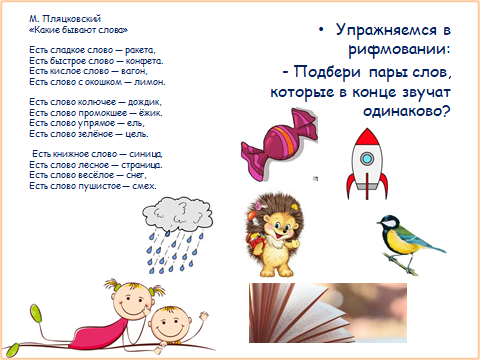 М. Пляцковский
«Какие бывают слова»
Есть сладкое слово — ракета,
Есть быстрое слово — конфета.
Есть кислое слово — вагон,
Есть слово с окошком — лимон.
Есть слово колючее — дождик,
Есть слово промокшее — ёжик.
Есть слово упрямое — ель,
Есть слово зелёное — цель.
Есть книжное слово — синица,
Есть слово лесное — страница.
Есть слово весёлое — снег,
Есть слово пушистое — смех.
• Упражняемся в
рифмовании:
- Подбери пары слов,
которые в конце звучат
одинаково?